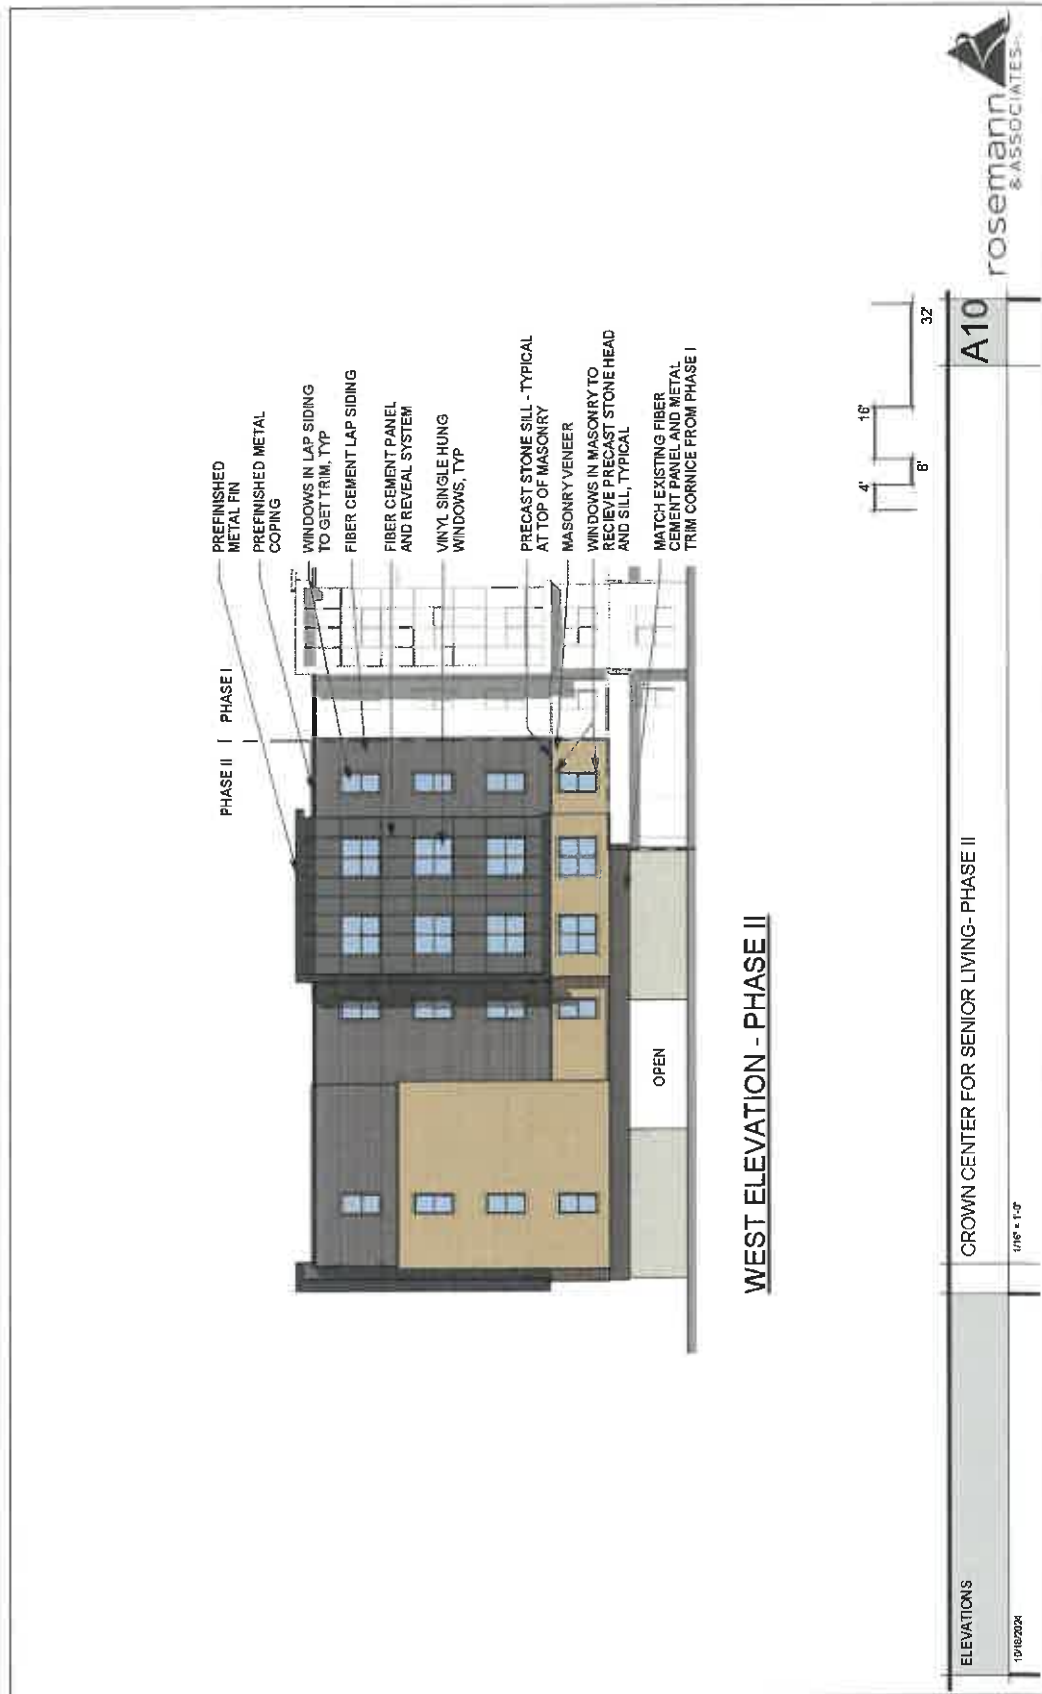 PHASE II | PHASE I
PREFINISHED
METAL FIN
PREFINISHED METAL
COPING
WINDOWS IN LAP SIDING
TO GET TRIM, TYP
FIBER CEMENT LAP SIDING
FIBER CEMENT PANEL
AND REVEAL SYSTEM
VINYL SINGLE HUNG
WINDOWS, TYP
PRECAST STONE SILL - TYPICAL
AT TOP OF MASONRY
MASONRY VENEER
WINDOWS IN MASONRY TO
RECIEVE PRECAST STONE HEAD
AND SILL, TYPICAL
MATCH EXISTING FIBER
CEMENT PANEL AND METAL
TRIM CORNICE FROM PHASE I
OPEN
WEST ELEVATION - PHASE II
4'
8'
16'
32'
ELEVATIONS
10/18/2024
CROWN CENTER FOR SENIOR LIVING- PHASE II
1/16" = 1'-0"
A10
rosemann
& ASSOCIATES